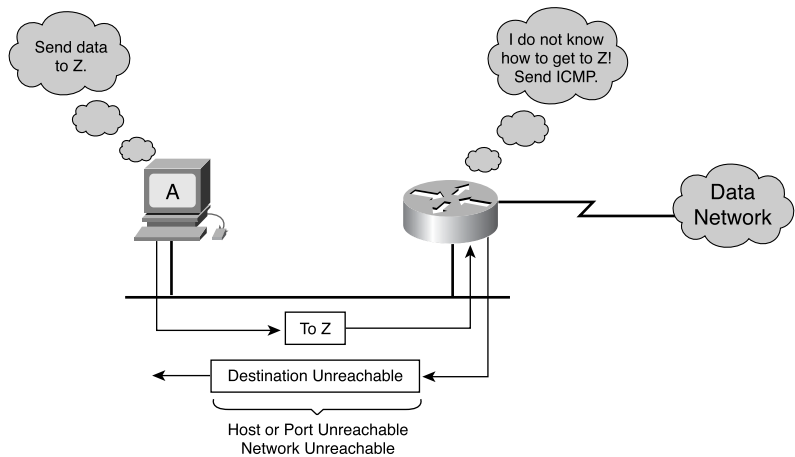 Send data
to Z.
I do not know
how to get to Z!
Send ICMP.
A
Data
Network
To Z
Destination Unreachable
Host or Port Unreachable
Network Unreachable